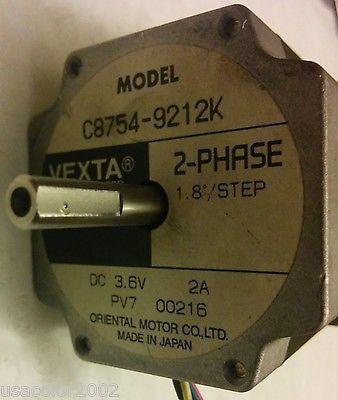 MODEL
C8754-9212K
VEXTA®
2-PHASE
1.8°/STEP
DC 3.6V 2A
PV7 00216
ORIENTAL MOTOR CO.,LTD.
MADE IN JAPAN
usacolor2002